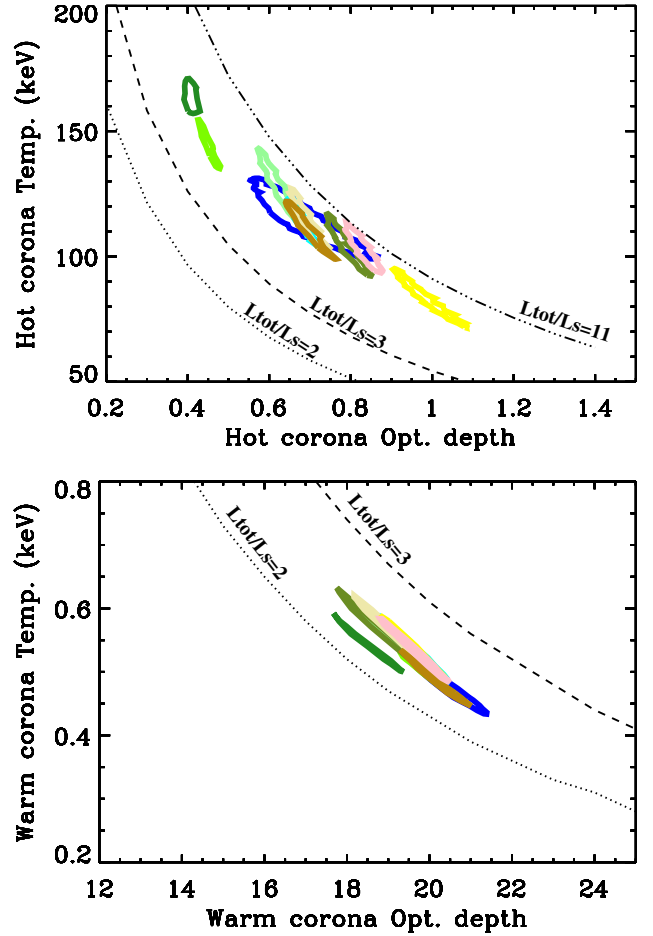 200
150
100
50
Hot corona Temp. (keV)
Ltot/Ls=2
Ltot/Ls=3
Ltot/Ls=11
0.2 0.4 0.6 0.8 1 1.2 1.4
Hot corona Opt. depth
0.8
0.6
0.4
0.2
Warm corona Temp. (keV)
Ltot/Ls=2
Ltot/Ls=3
12 14 16 18 20 22 24
Warm corona Opt. depth